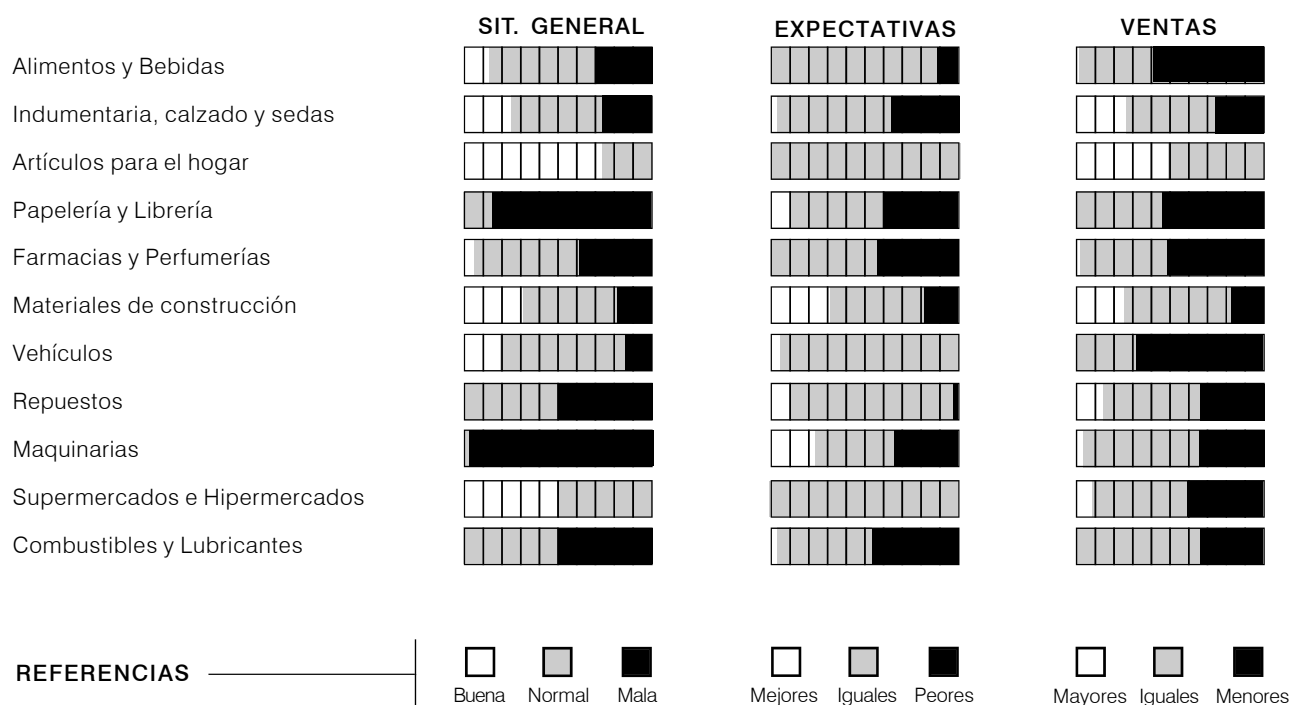 SIT. GENERAL EXPECTATIVAS VENTAS
Alimentos y Bebidas
Indumentaria, calzado y sedas
Artículos para el hogar
Papelería y Librería
Farmacias y Perfumerías
Materiales de construcción
Vehículos
Repuestos
Maquinarias
Supermercados e Hipermercados
Combustibles y Lubricantes
REFERENCIAS
Buena Normal Mala Mejores Iguales Peores Mayores Iguales Menores